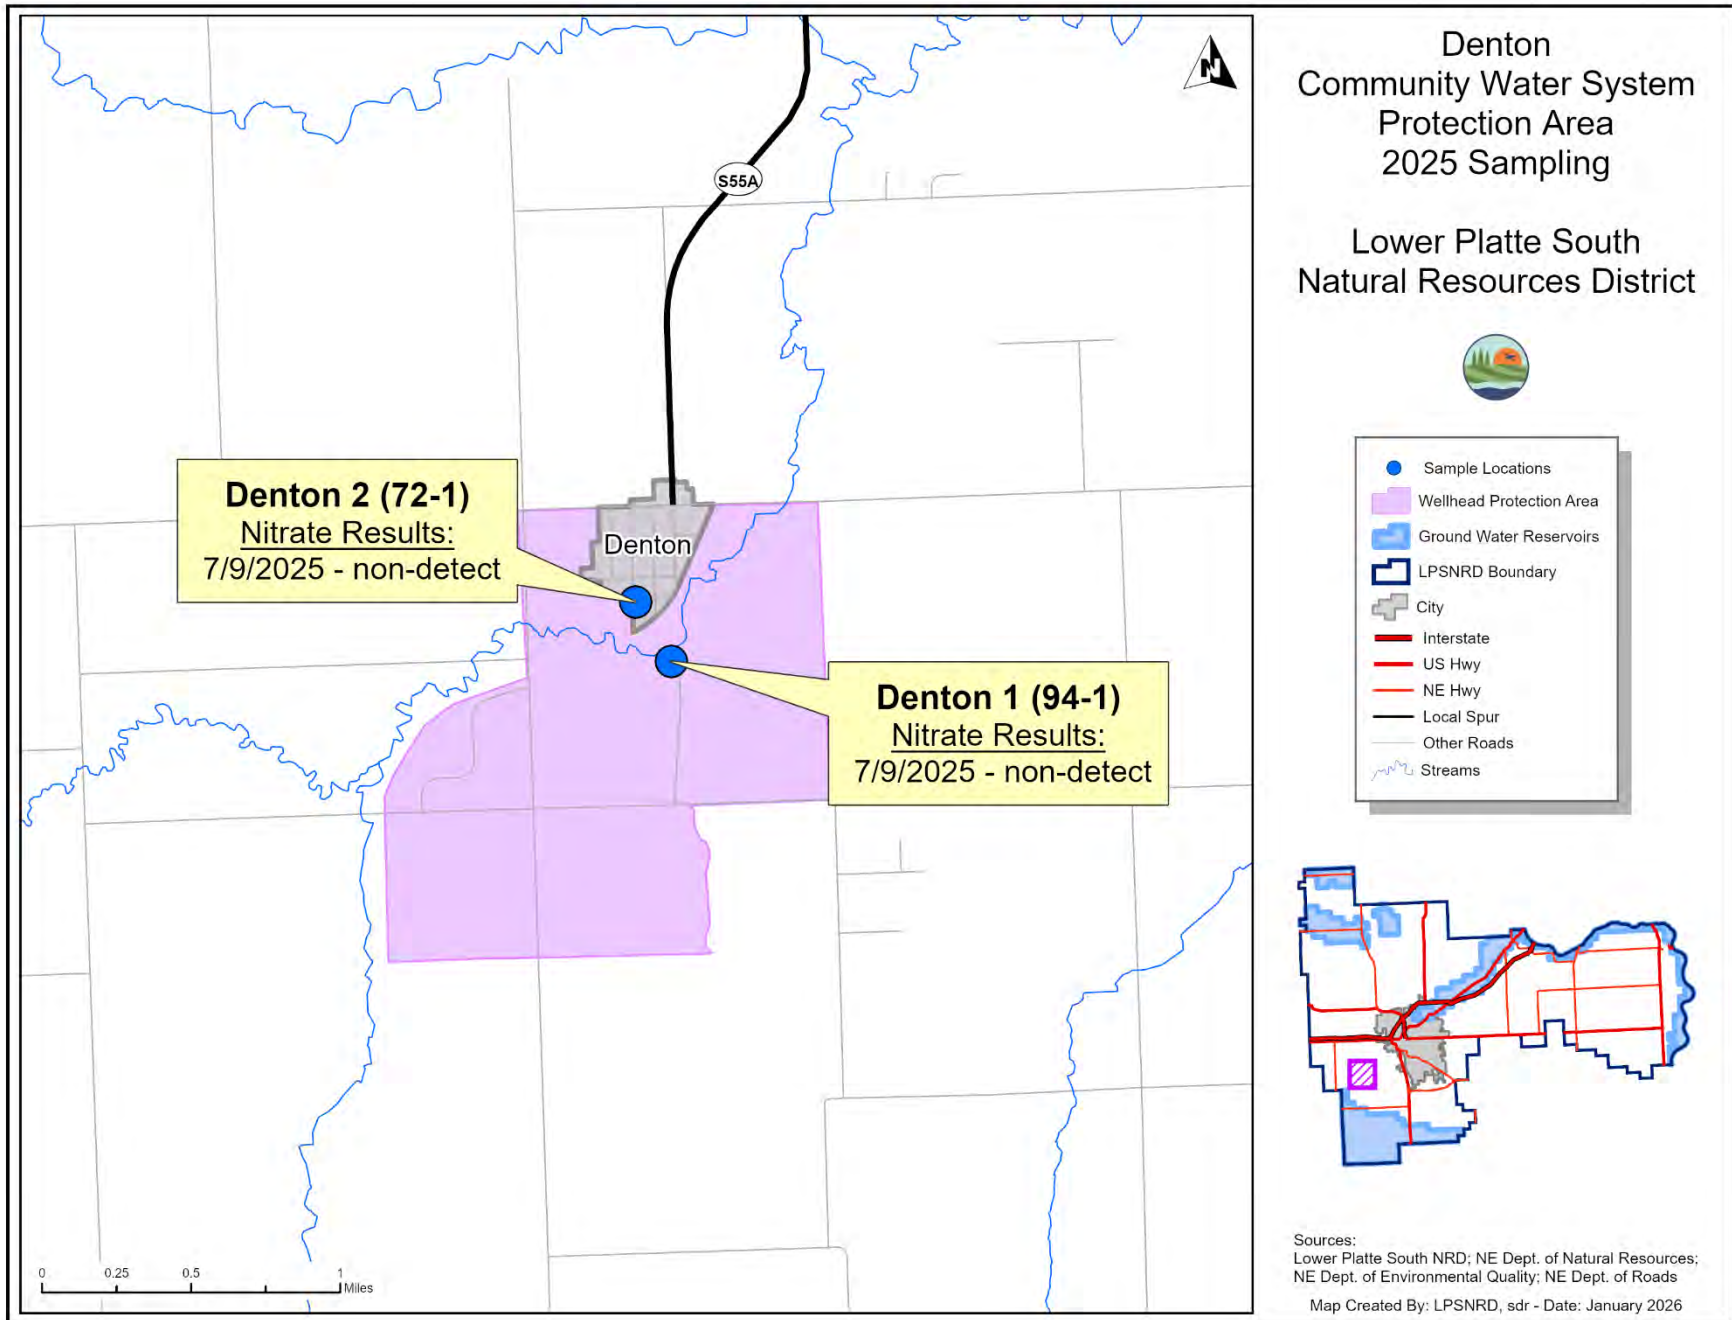 Denton
Community Water System
Protection Area
2025 Sampling
Lower Platte South
Natural Resources District
N
S55A
Denton 2 (72-1)
Nitrate Results:
7/9/2025 - non-detect
Denton
Denton 1 (94-1)
Nitrate Results:
7/9/2025 - non-detect
Sample Locations
Wellhead Protection Area
Ground Water Reservoirs
LPSNRD Boundary
City
Interstate
US Hwy
NE Hwy
Local Spur
Other Roads
Streams
0 0.25 0.5 1
Miles
Sources:
Lower Platte South NRD; NE Dept. of Natural Resources;
NE Dept. of Environmental Quality; NE Dept. of Roads
Map Created By: LPSNRD, sdr - Date: January 2026